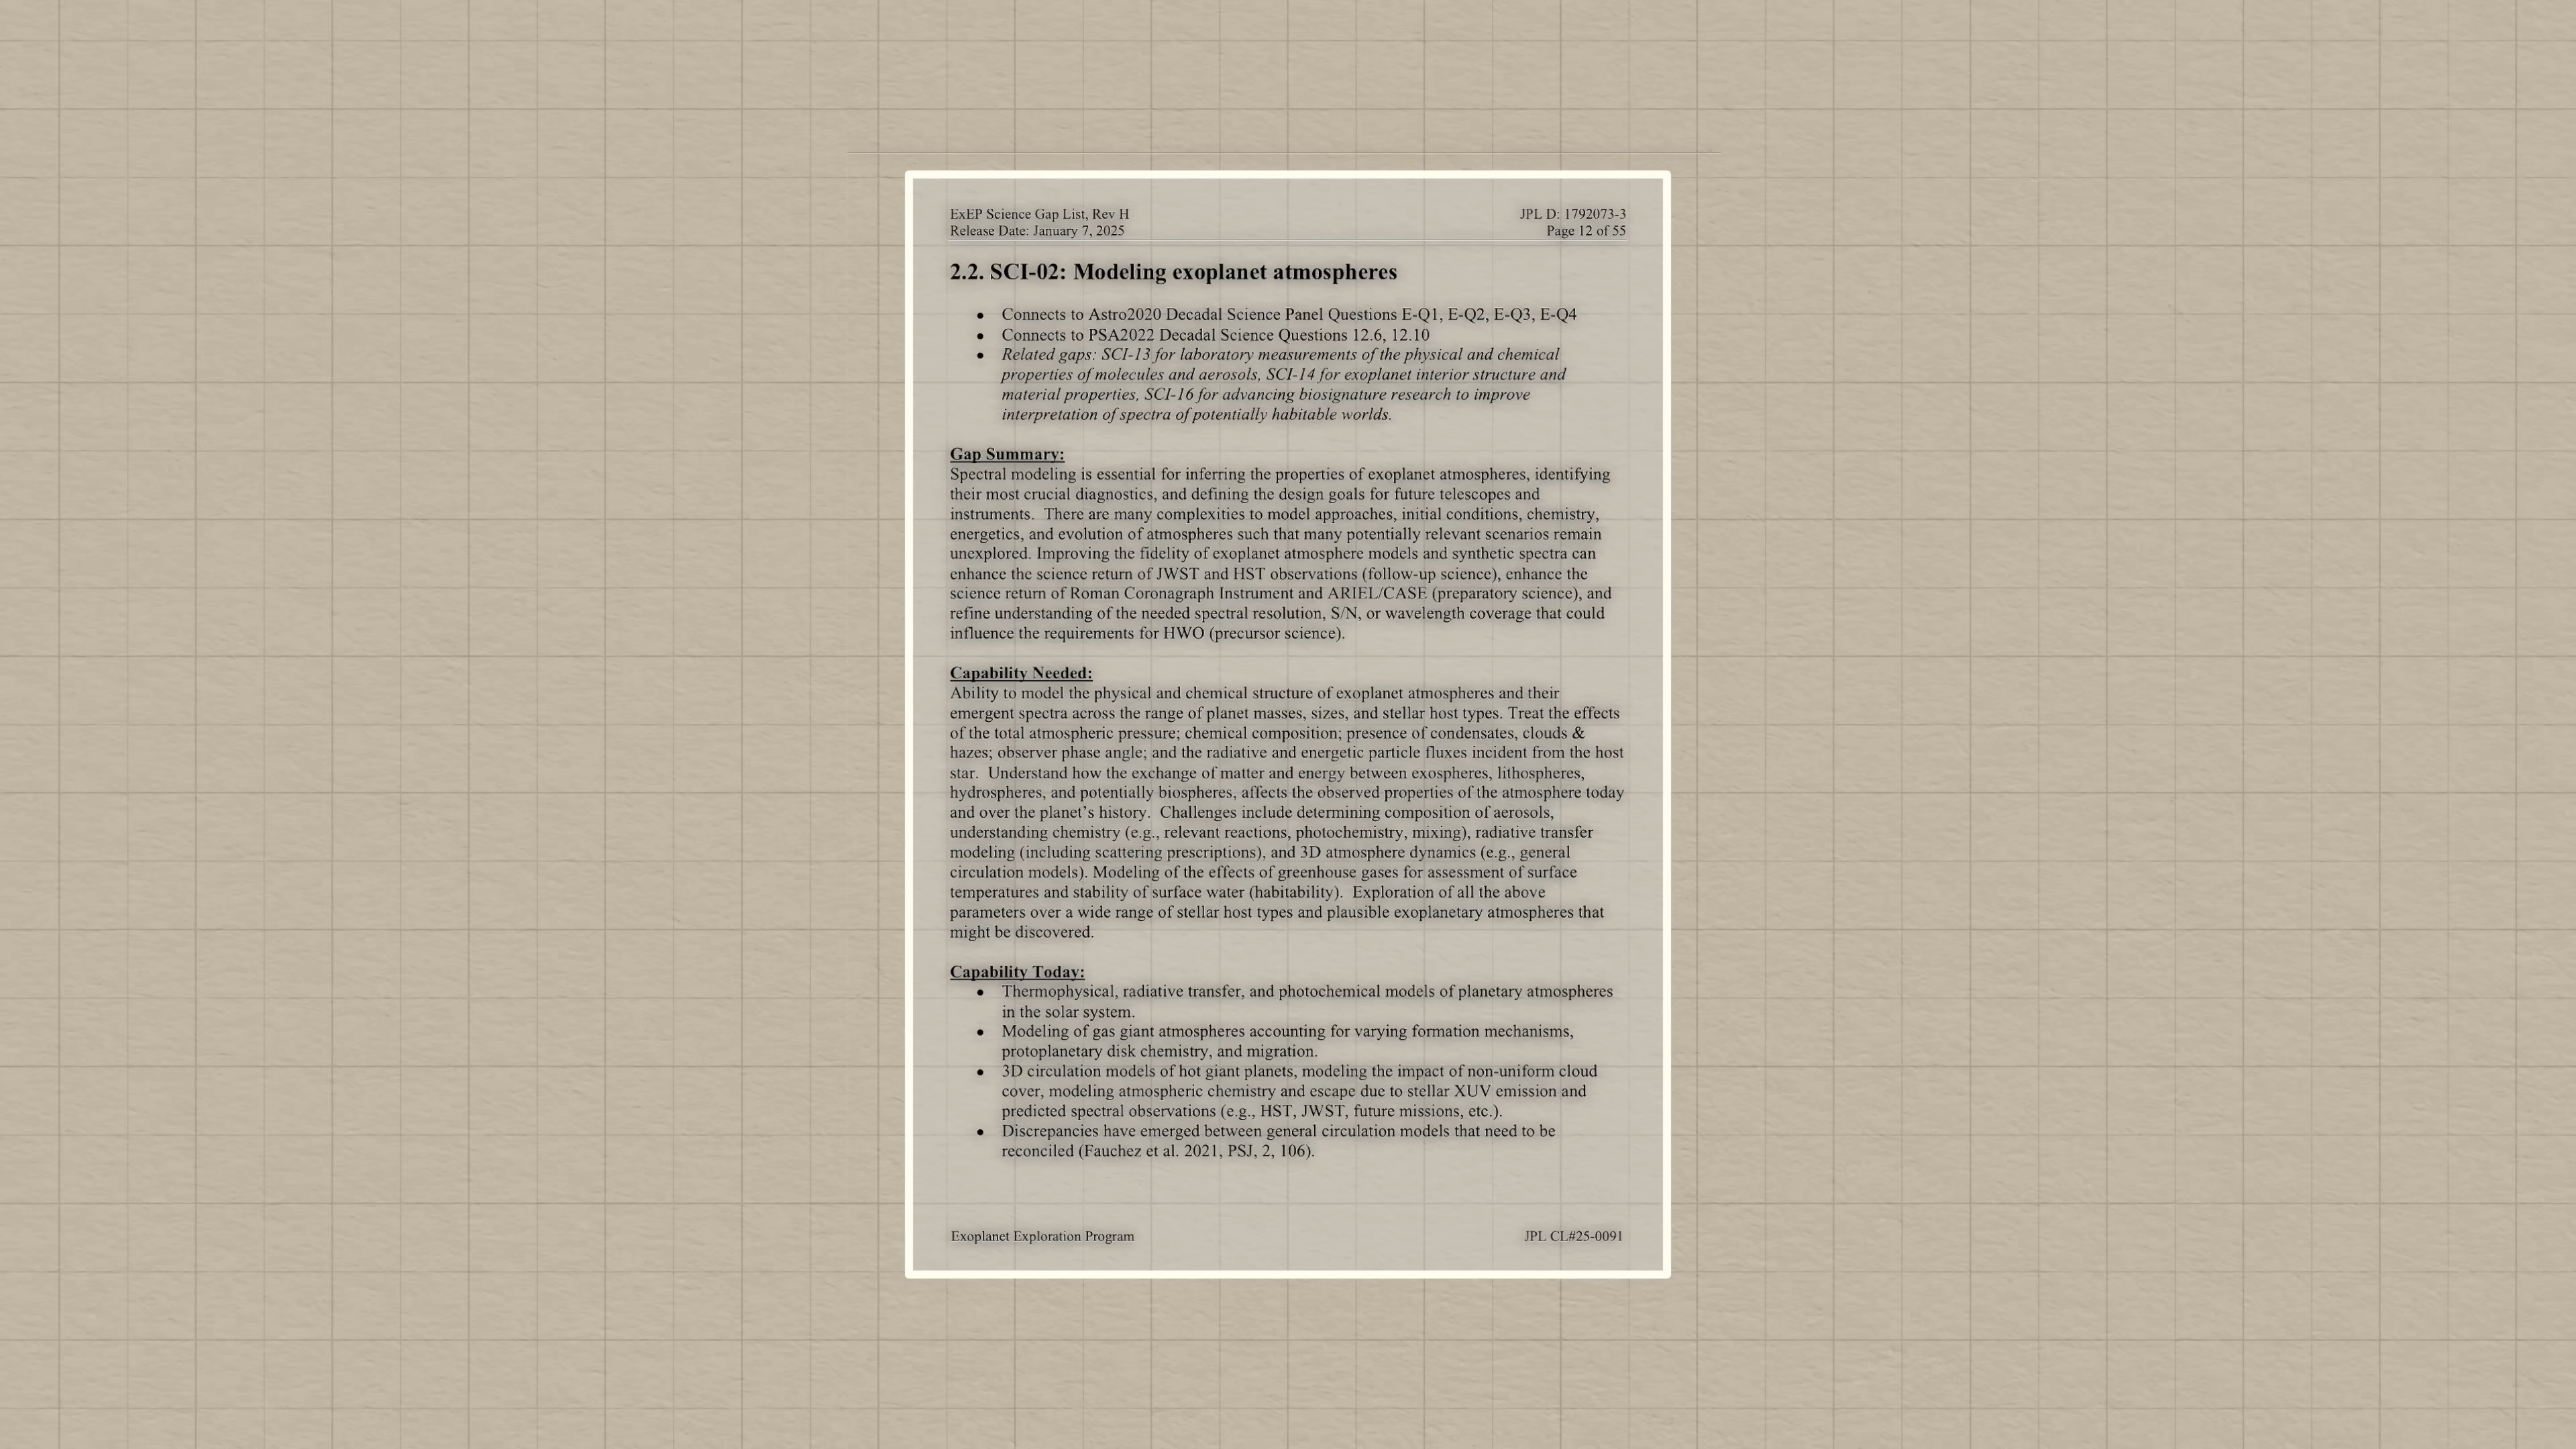 ExEP Science Gap List, Rev H
JPL D: 1792073-3
Release Date: January 7, 2025
Page 12 of 55
2.2. SCI-02: Modeling exoplanet atmospheres
• Connects to Astro2020 Decadal Science Panel Questions E-Q1, E-Q2, E-Q3, E-Q4
• Connects to PSA2022 Decadal Science Questions 12.6, 12.10
• Related gaps: SCI-13 for laboratory measurements of the physical and chemical
properties of molecules and aerosols, SCI-14 for exoplanet interior structure and
material properties, SCI-16 for advancing biosignature research to improve
interpretation of spectra of potentially habitable worlds.
Gap Summary:
Spectral modeling is essential for inferring the properties of exoplanet atmospheres, identifying
their most crucial diagnostics, and defining the design goals for future telescopes and
instruments.  There are many complexities to model approaches, initial conditions, chemistry,
energetics, and evolution of atmospheres such that many potentially relevant scenarios remain
unexplored. Improving the fidelity of exoplanet atmosphere models and synthetic spectra can
enhance the science return of JWST and HST observations (follow-up science), enhance the
science return of Roman Coronagraph Instrument and ARIEL/CASE (preparatory science), and
refine understanding of the needed spectral resolution, S/N, or wavelength coverage that could
influence the requirements for HWO (precursor science).
Capability Needed:
Ability to model the physical and chemical structure of exoplanet atmospheres and their
emergent spectra across the range of planet masses, sizes, and stellar host types. Treat the effects
of the total atmospheric pressure; chemical composition; presence of condensates, clouds &
hazes; observer phase angle; and the radiative and energetic particle fluxes incident from the host
star.  Understand how the exchange of matter and energy between exospheres, lithospheres,
hydrospheres, and potentially biospheres, affects the observed properties of the atmosphere today
and over the planet's history.  Challenges include determining composition of aerosols,
understanding chemistry (e.g., relevant reactions, photochemistry, mixing), radiative transfer
modeling (including scattering prescriptions), and 3D atmosphere dynamics (e.g., general
circulation models). Modeling of the effects of greenhouse gases for assessment of surface
temperatures and stability of surface water (habitability).  Exploration of all the above
parameters over a wide range of stellar host types and plausible exoplanetary atmospheres that
might be discovered.
Capability Today:
• Thermophysical, radiative transfer, and photochemical models of planetary atmospheres
in the solar system.
• Modeling of gas giant atmospheres accounting for varying formation mechanisms,
protoplanetary disk chemistry, and migration.
• 3D circulation models of hot giant planets, modeling the impact of non-uniform cloud
cover, modeling atmospheric chemistry and escape due to stellar XUV emission and
predicted spectral observations (e.g., HST, JWST, future missions, etc.).
• Discrepancies have emerged between general circulation models that need to be
reconciled (Fauchez et al. 2021, PSJ, 2, 106).
Exoplanet Exploration Program
JPL CL#25-0091